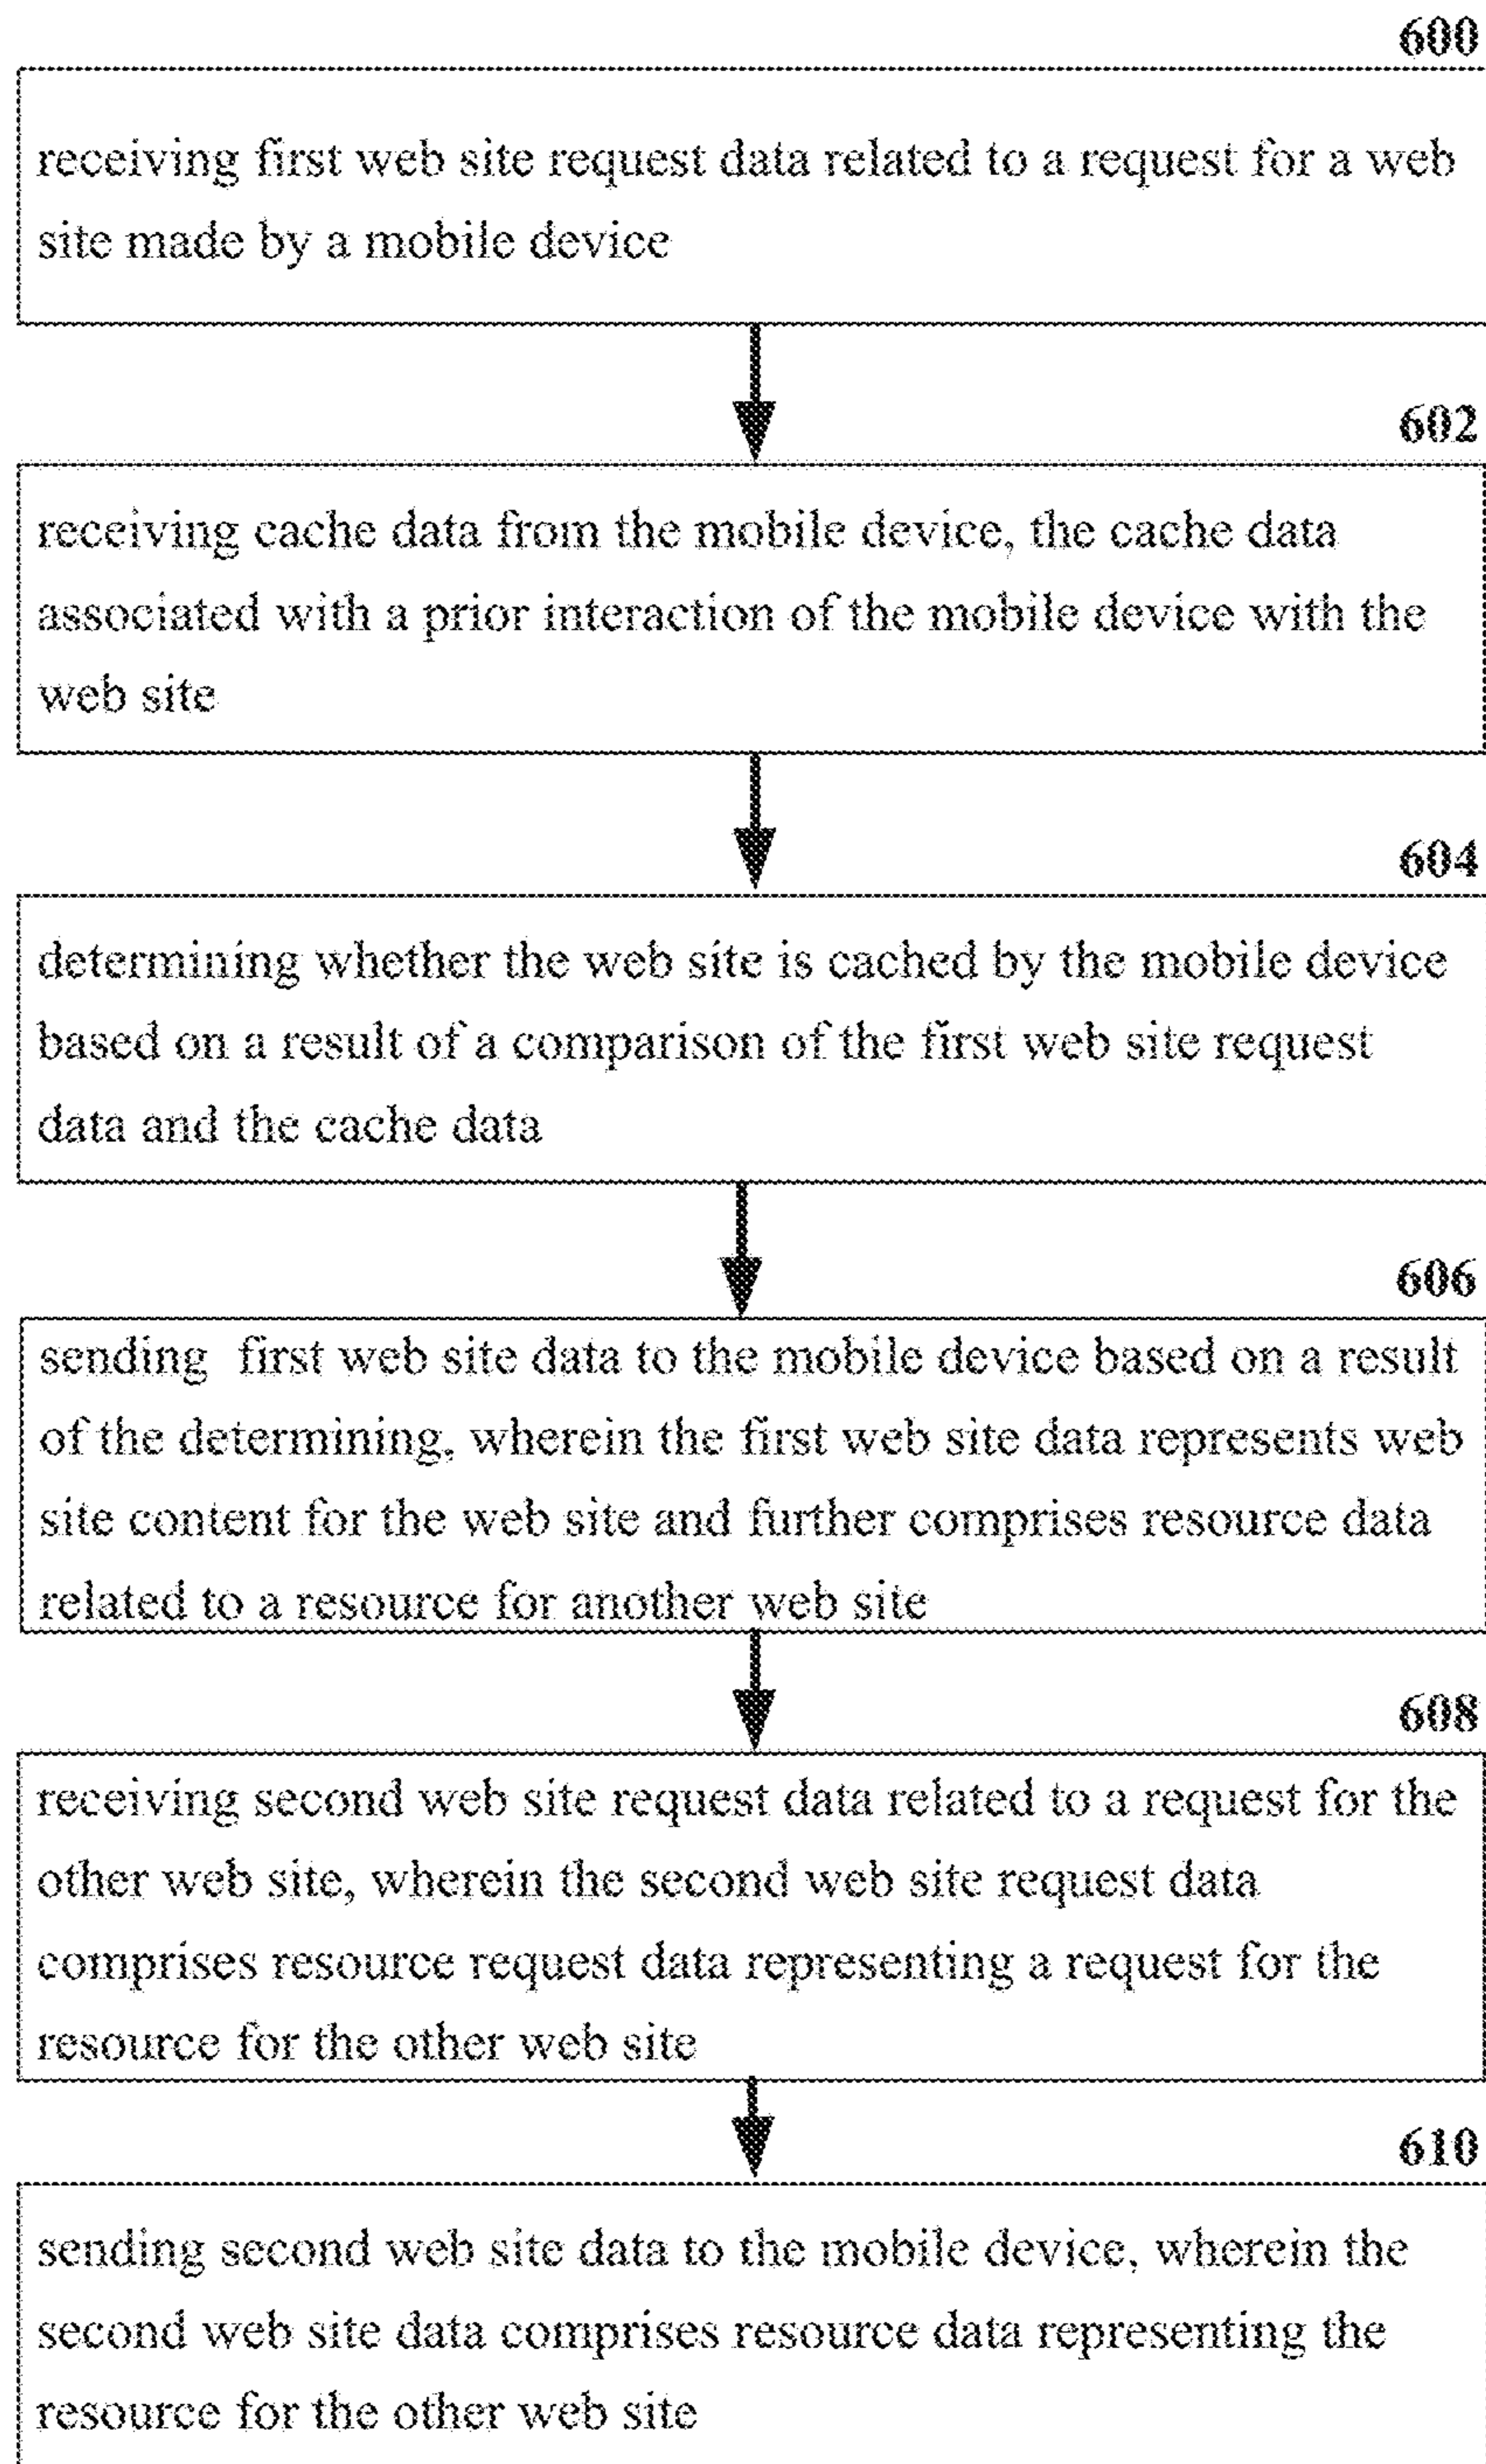 600
receiving first web site request data related to a request for a web
site made by a mobile device
602
receiving cache data from the mobile device, the cache data
associated with a prior interaction of the mobile device with the
web site
604
determining whether the web site is cached by the mobile device
based on a result of a comparison of the first web site request
data and the cache data
606
sending first web site data to the mobile device based on a result
of the determining, wherein the first web site data represents web
site content for the web site and further comprises resource data
related to a resource for another web site
608
receiving second web site request data related to a request for the
other web site, wherein the second web site request data
comprises resource request data representing a request for the
resource for the other web site
610
sending second web site data to the mobile device, wherein the
second web site data comprises resource data representing the
resource for the other web site